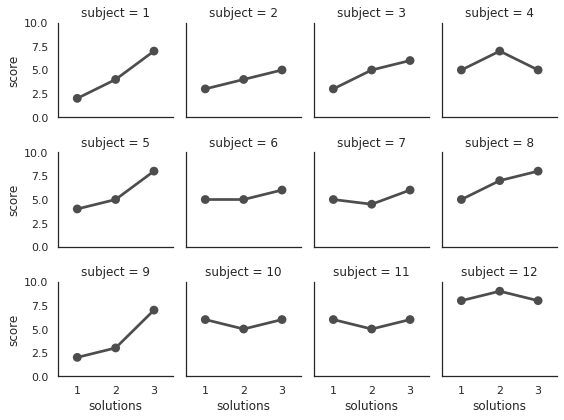 subject = 1 subject = 2 subject = 3 subject = 4
10.0
7.5
5.0
2.5
0.0
score
subject = 5 subject = 6 subject = 7 subject = 8
10.0
7.5
5.0
2.5
0.0
score
subject = 9 subject = 10 subject = 11 subject = 12
10.0
7.5
5.0
2.5
0.0
score
1 2 3 1 2 3 1 2 3 1 2 3
solutions solutions solutions solutions